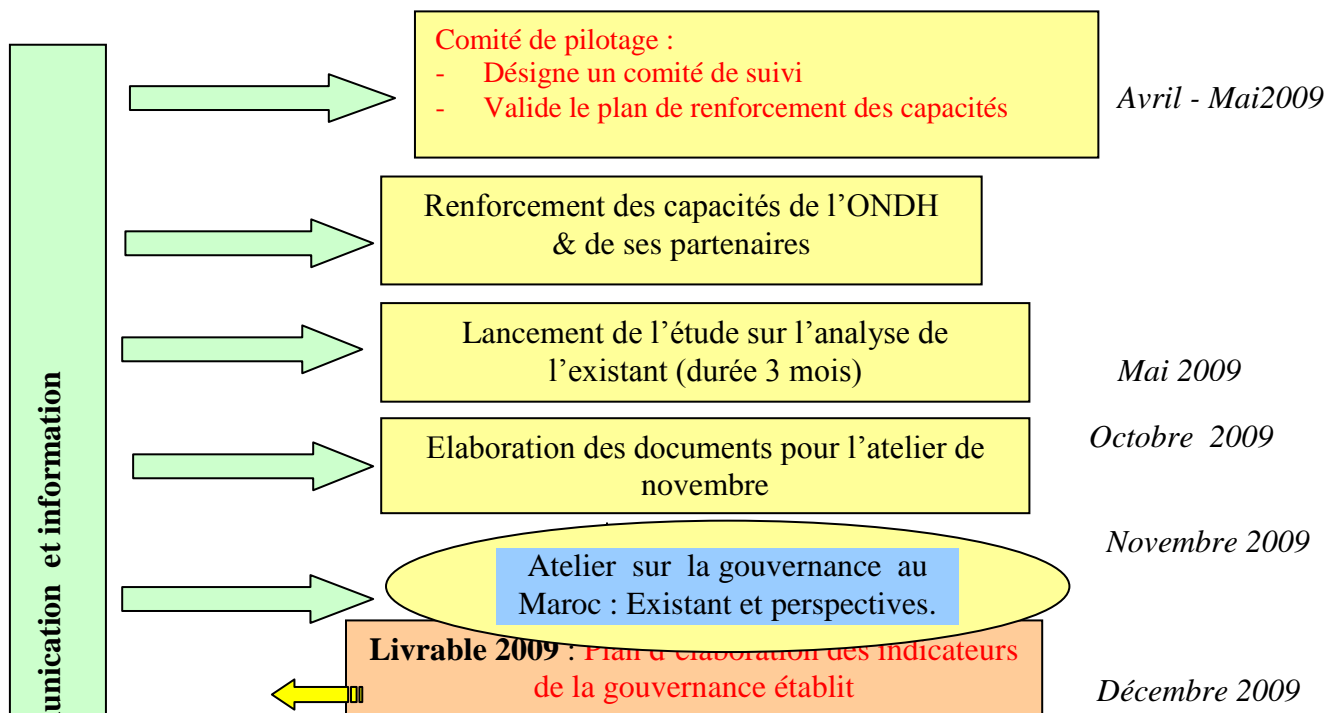 Comité de pilotage :
- Désigne un comité de suivi
- Valide le plan de renforcement des capacités
Avril - Mai2009
Renforcement des capacités de l’ONDH
& de ses partenaires
Lancement de l’étude sur l’analyse de
l’existant (durée 3 mois)
Mai 2009
Elaboration des documents pour l’atelier de
novembre
Octobre 2009
Novembre 2009
Atelier sur la gouvernance au
Maroc : Existant et perspectives.
Livrable 2009 : Plan d’élaboration des indicateurs
de la gouvernance établit
Décembre 2009
unication et information